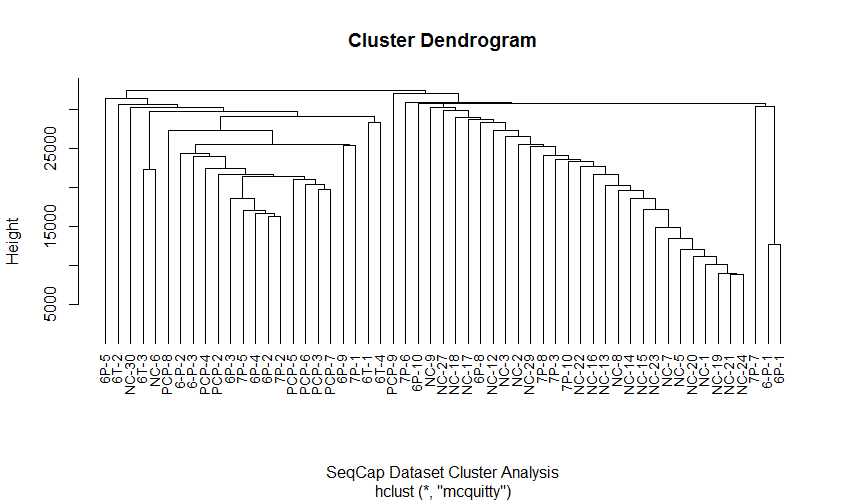 Cluster Dendrogram
Height
25000
15000
5000
6P-5
6T-2
NC-30
6T-3
NC-6
PCP-8
6-P-2
6-P-3
PCP-4
PCP-2
6P-3
7P-5
6P-4
6P-2
7P-2
PCP-5
PCP-6
PCP-3
PCP-7
6P-9
7P-1
6T-1
6T-4
PCP-9
7P-6
6P-10
NC-9
NC-27
NC-18
NC-17
6P-8
NC-12
NC-3
NC-2
NC-29
7P-8
7P-3
7P-10
NC-22
NC-16
NC-13
NC-8
NC-14
NC-15
NC-23
NC-7
NC-5
NC-20
NC-1
NC-19
NC-21
NC-24
7P-7
6-P-1
6P-1
SeqCap Dataset Cluster Analysis
hclust (*, "mcquitty")